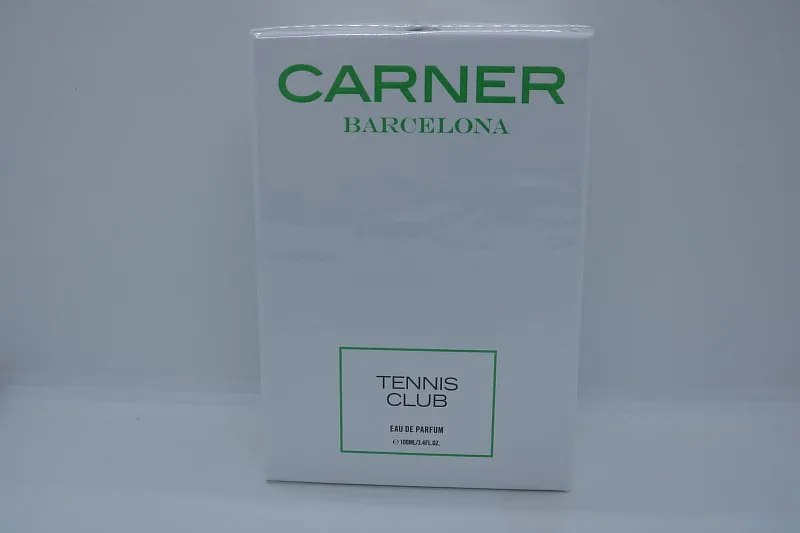 CARNER
BARCELONA
TENNIS
CLUB
EAU DE PARFUM
℮ 100ML/3.4FL.OZ.